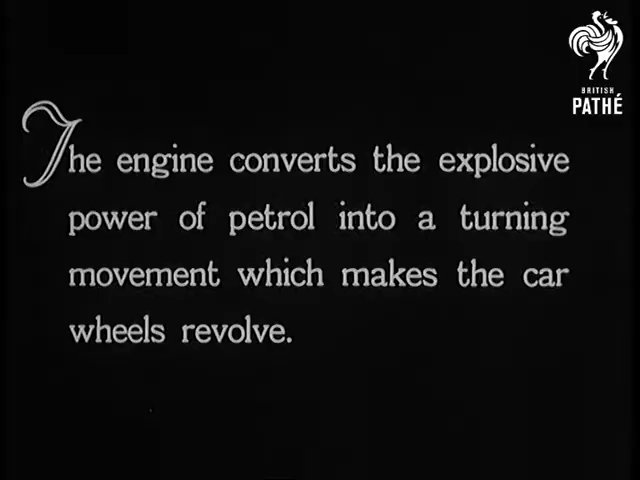 BRITISH
PATHÉ
The engine converts the explosive
power of petrol into a turning
movement which makes the car
wheels revolve.